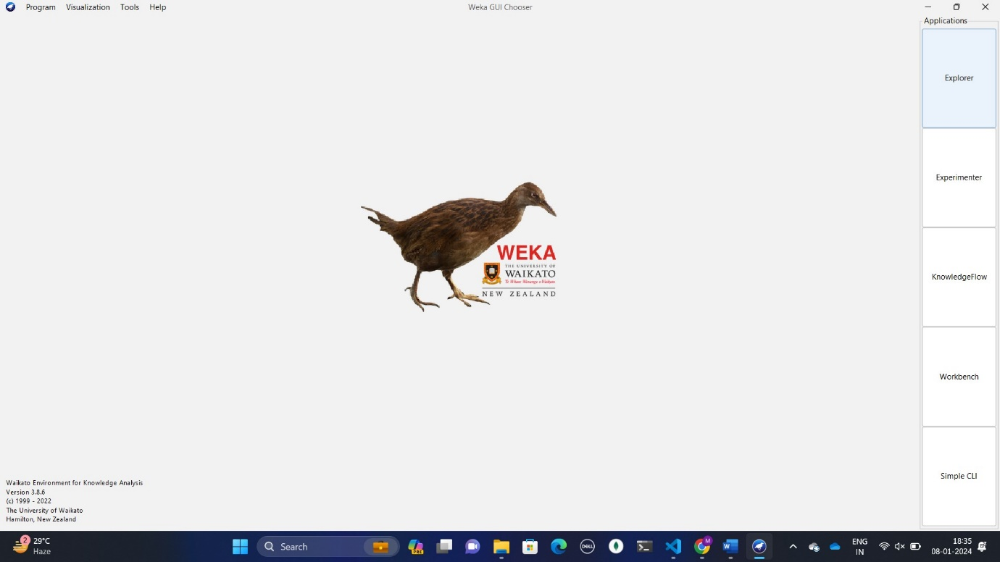 Program Visualization Tools Help
Weka GUI Chooser
Applications
Explorer
Experimenter
KnowledgeFlow
Workbench
Simple CLI
WEKA
THE UNIVERSITY OF
WAIKATO
Te Whare Wānanga o Waikato
NEW ZEALAND
Waikato Environment for Knowledge Analysis
Version 3.8.6
(c) 1999 - 2022
The University of Waikato
Hamilton, New Zealand
2
29°C
Haze
Search
PRE
DELL
M
ENG
IN
18:35
08-01-2024